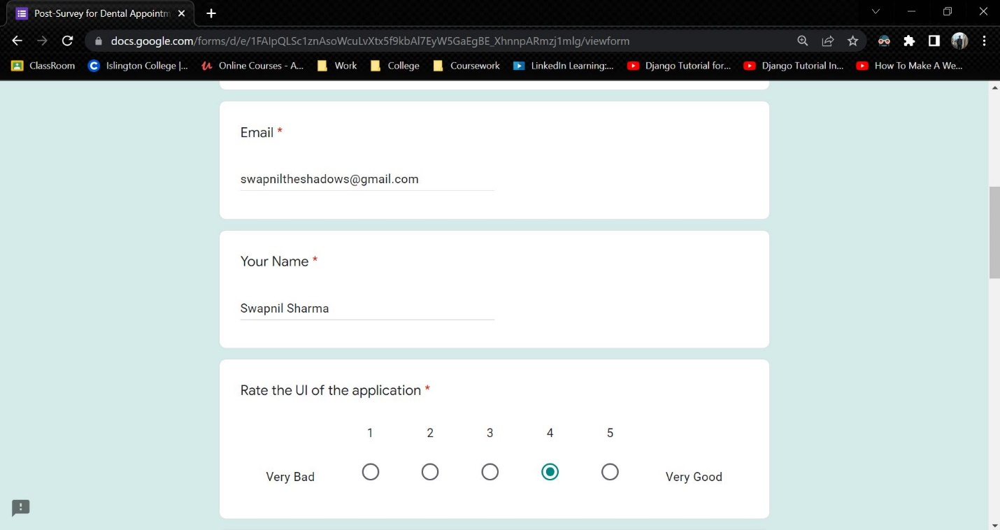 Post-Survey for Dental Appointm
docs.google.com/forms/d/e/1FAIpQLSc1znAsoWcuLvXtx5f9kbAl7EyW5GaEgBE_XhnnpARmzj1mlg/viewform
ClassRoom Islington College |... Online Courses - A... Work College Coursework LinkedIn Learning:... Django Tutorial for... Django Tutorial In... How To Make A We...
Email *
swapniltheshadows@gmail.com
Your Name *
Swapnil Sharma
Rate the UI of the application *
1 2 3 4 5
Very Bad Very Good